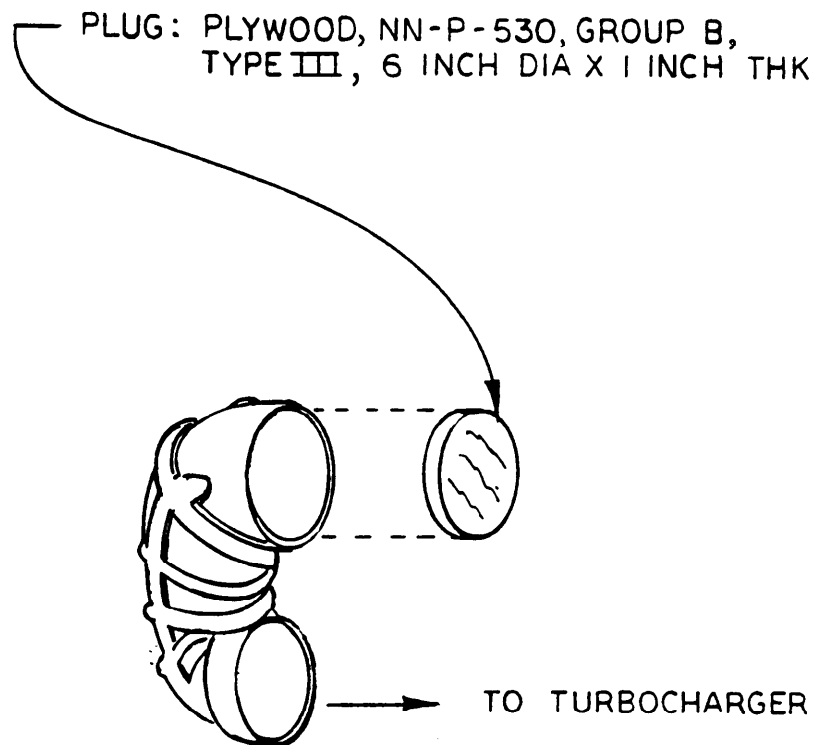 PLUG: PLYWOOD, NN-P-530, GROUP B,
TYPE III, 6 INCH DIA X 1 INCH THK
TO TURBOCHARGER